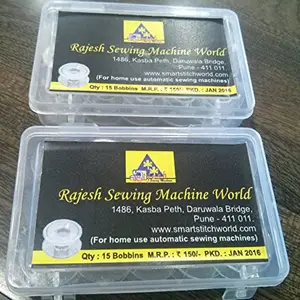 Rajesh Sewing Machine World
1486, Kasba Peth, Daruwala Bridge,
Pune - 411 011.
www.smartstitchworld.com
(For home use automatic sewing machines)
Qty : 15 Bobbins M.R.P. : ₹ 150/- PKD. : JAN 2016
Rajesh Sewing Machine World
1486, Kasba Peth, Daruwala Bridge,
Pune - 411 011.
www.smartstitchworld.com
(For home use automatic sewing machines)
Qty : 15 Bobbins M.R.P. : ₹ 150/- PKD. : JAN 2016